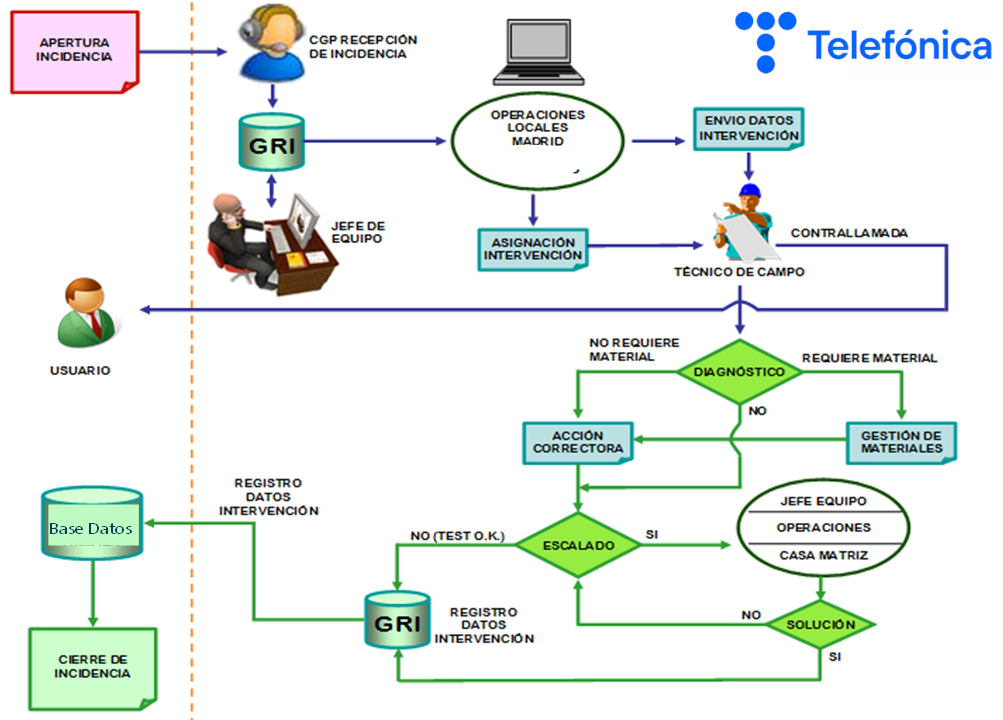 APERTURA
INCIDENCIA
CGP RECEPCIÓN
DE INCIDENCIA
Telefónica
GRI
OPERACIONES
LOCALES
MADRID
ENVIO DATOS
INTERVENCIÓN
JEFE DE
EQUIPO
ASIGNACIÓN
INTERVENCIÓN
CONTRALLAMADA
TÉCNICO DE CAMPO
USUARIO
NO REQUIERE
MATERIAL
DIAGNÓSTICO
REQUIERE MATERIAL
NO
ACCIÓN
CORRECTORA
GESTIÓN DE
MATERIALES
REGISTRO
DATOS
INTERVENCIÓN
Base Datos
NO (TEST O.K.)
ESCALADO
SI
JEFE EQUIPO
OPERACIONES
CASA MATRIZ
GRI
REGISTRO
DATOS
INTERVENCIÓN
NO
SOLUCIÓN
SI
CIERRE DE
INCIDENCIA